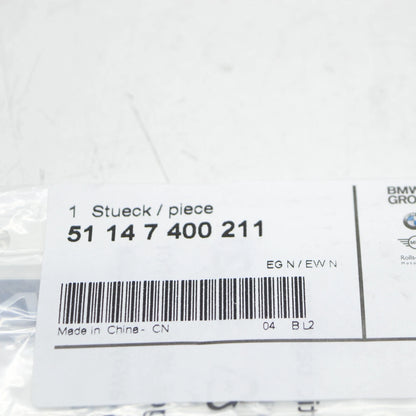 1 Stueck / piece
51 14 7 400 211
EG N / EW N
Made in China - CN 04 B L2
BMW
GRO